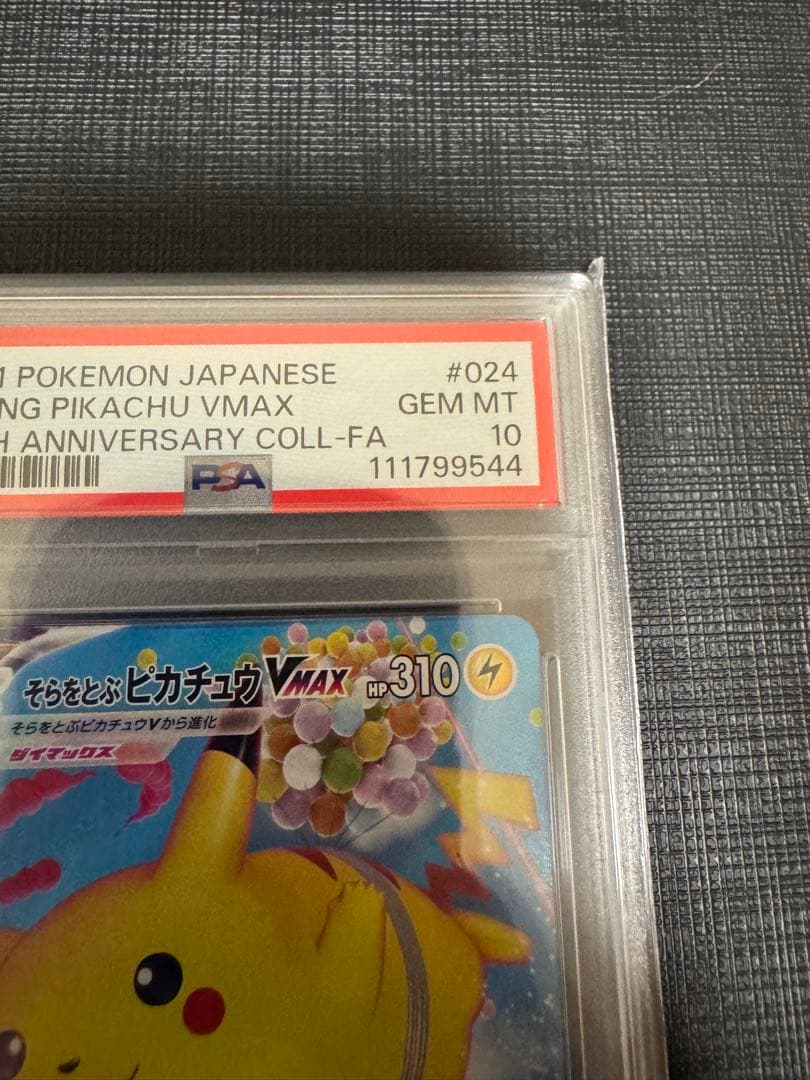 1 POKEMON JAPANESE #024
NG PIKACHU VMAX GEM MT
H ANNIVERSARY COLL-FA 10
PSA 111799544
そらをとぶピカチュウVMAX HP310
そらをとぶピカチュウVから進化
ダイマックス